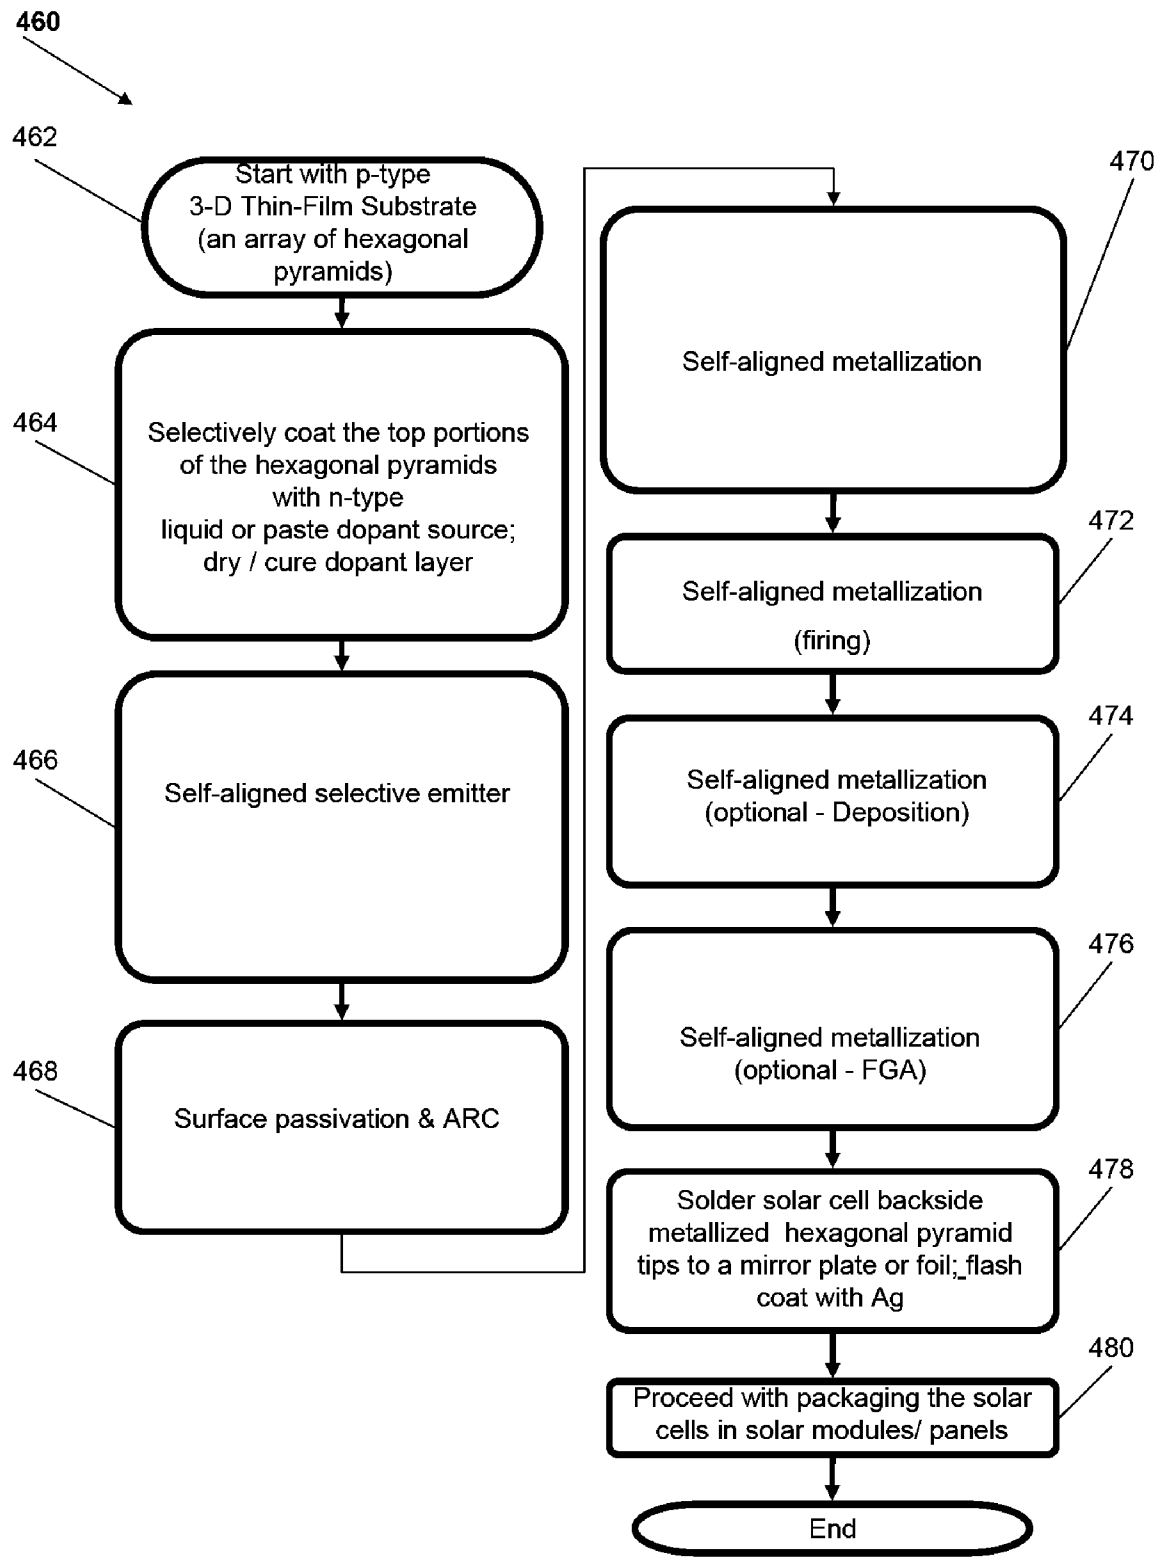 460
462
Start with p-type
3-D Thin-Film Substrate
(an array of hexagonal
pyramids)
464
Selectively coat the top portions
of the hexagonal pyramids
with n-type
liquid or paste dopant source;
dry / cure dopant layer
466
Self-aligned selective emitter
468
Surface passivation & ARC
470
Self-aligned metallization
472
Self-aligned metallization
(firing)
474
Self-aligned metallization
(optional - Deposition)
476
Self-aligned metallization
(optional - FGA)
478
Solder solar cell backside
metallized hexagonal pyramid
tips to a mirror plate or foil; flash
coat with Ag
480
Proceed with packaging the solar
cells in solar modules/ panels
End